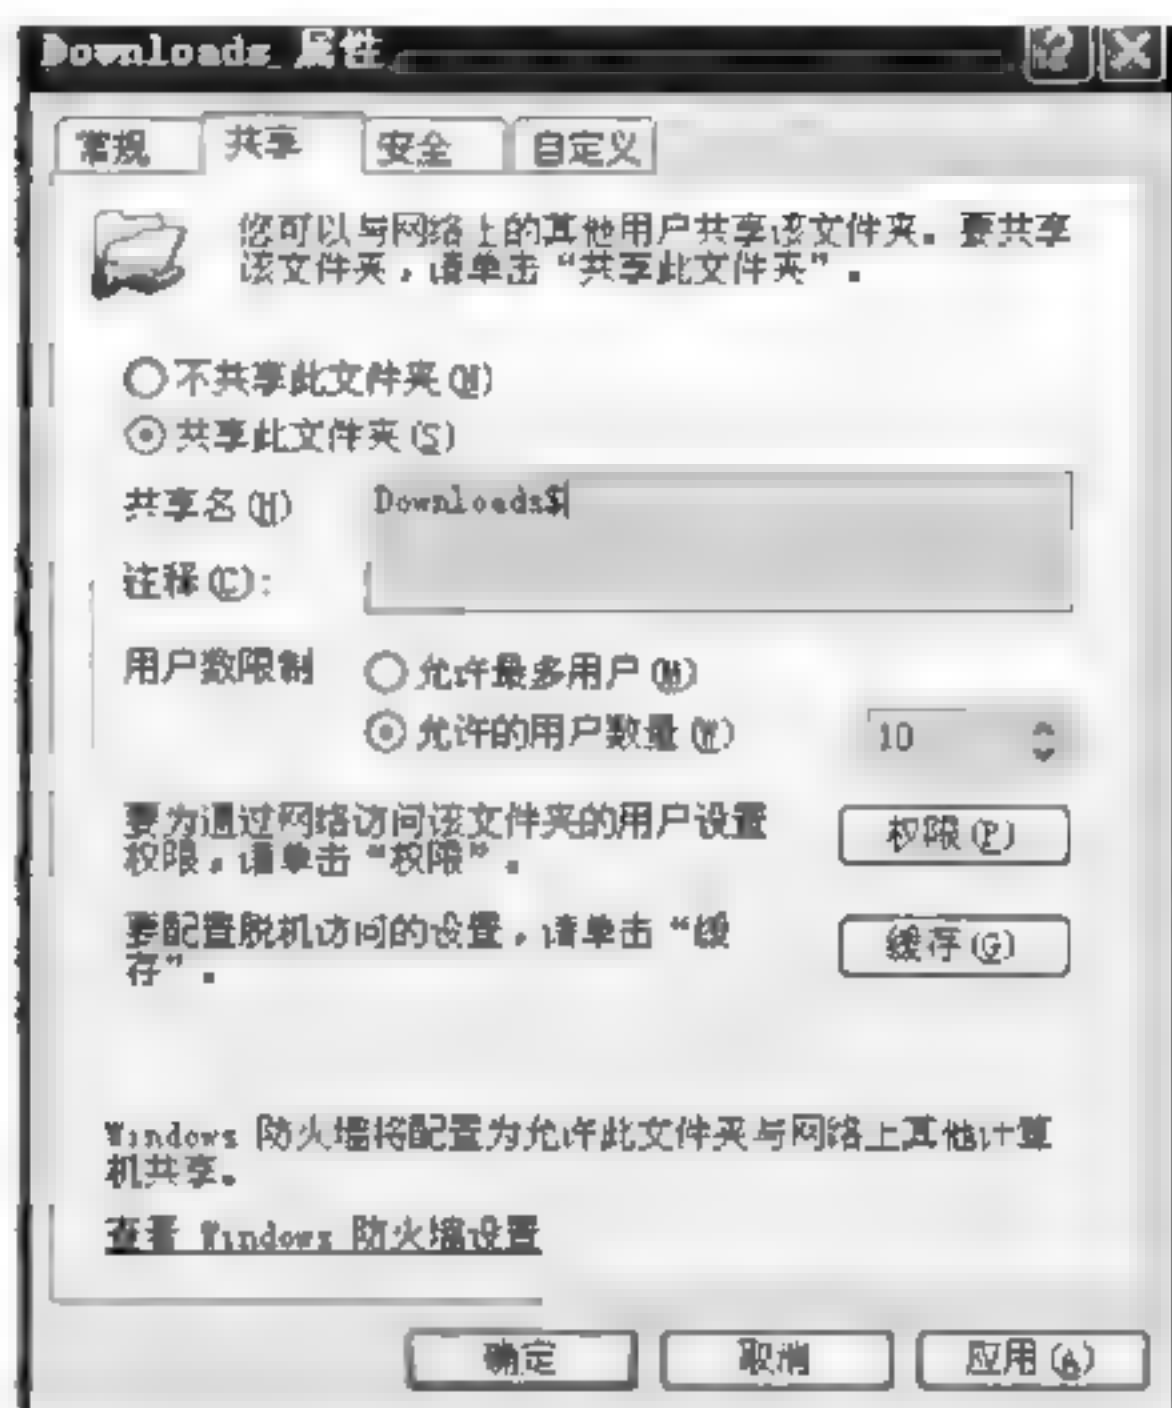 Downloads 属性
常规 共享 安全 自定义
您可以与网络上的其他用户共享该文件夹。要共享
该文件夹，请单击“共享此文件夹”。
不共享此文件夹(N)
共享此文件夹(S)
共享名(H) Downloads$
注释(C):
用户数限制 允许最多用户(M)
允许的用户数量(W) 10
要为通过网络访问该文件夹的用户设置
权限，请单击“权限”。
权限(P)
要配置脱机访问的设置，请单击“缓
存”。
缓存(G)
Windows 防火墙将配置为允许此文件夹与网络上其他计算
机共享。
查看 Windows 防火墙设置
确定 取消 应用(A)